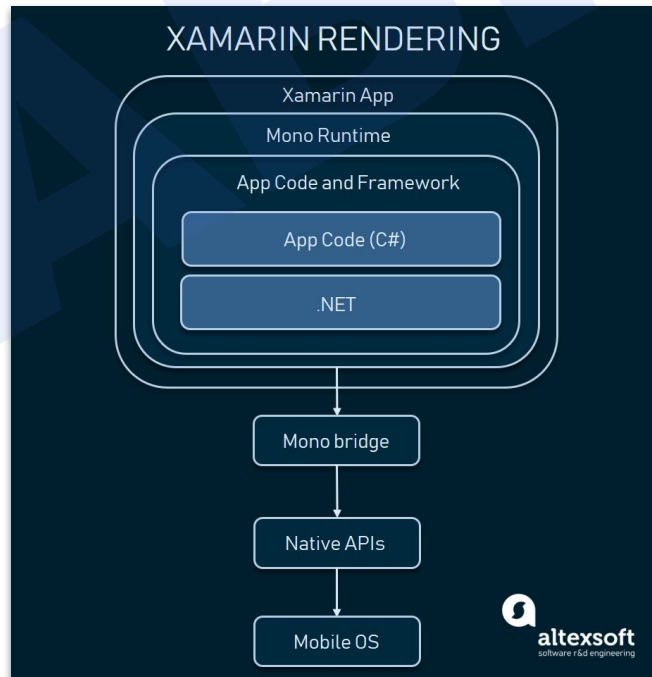 XAMARIN RENDERING
Xamarin App
Mono Runtime
App Code and Framework
App Code (C#)
.NET
Mono bridge
Native APIs
Mobile OS
altexsoft
software r&d engineering